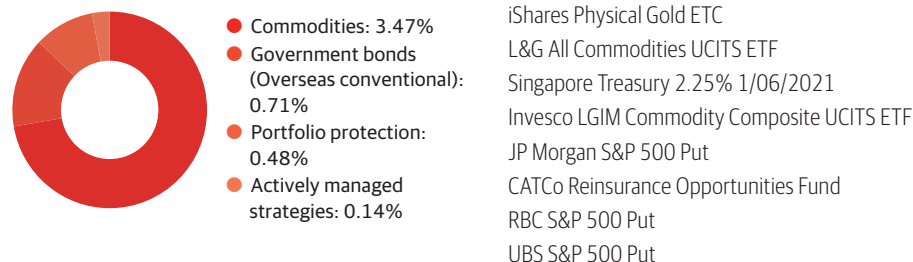 Commodities: 3.47%
Government bonds
(Overseas conventional):
0.71%
Portfolio protection:
0.48%
Actively managed
strategies: 0.14%
iShares Physical Gold ETC
L&G All Commodities UCITS ETF
Singapore Treasury 2.25% 1/06/2021
Invesco LGIM Commodity Composite UCITS ETF
JP Morgan S&P 500 Put
CATCo Reinsurance Opportunities Fund
RBC S&P 500 Put
UBS S&P 500 Put